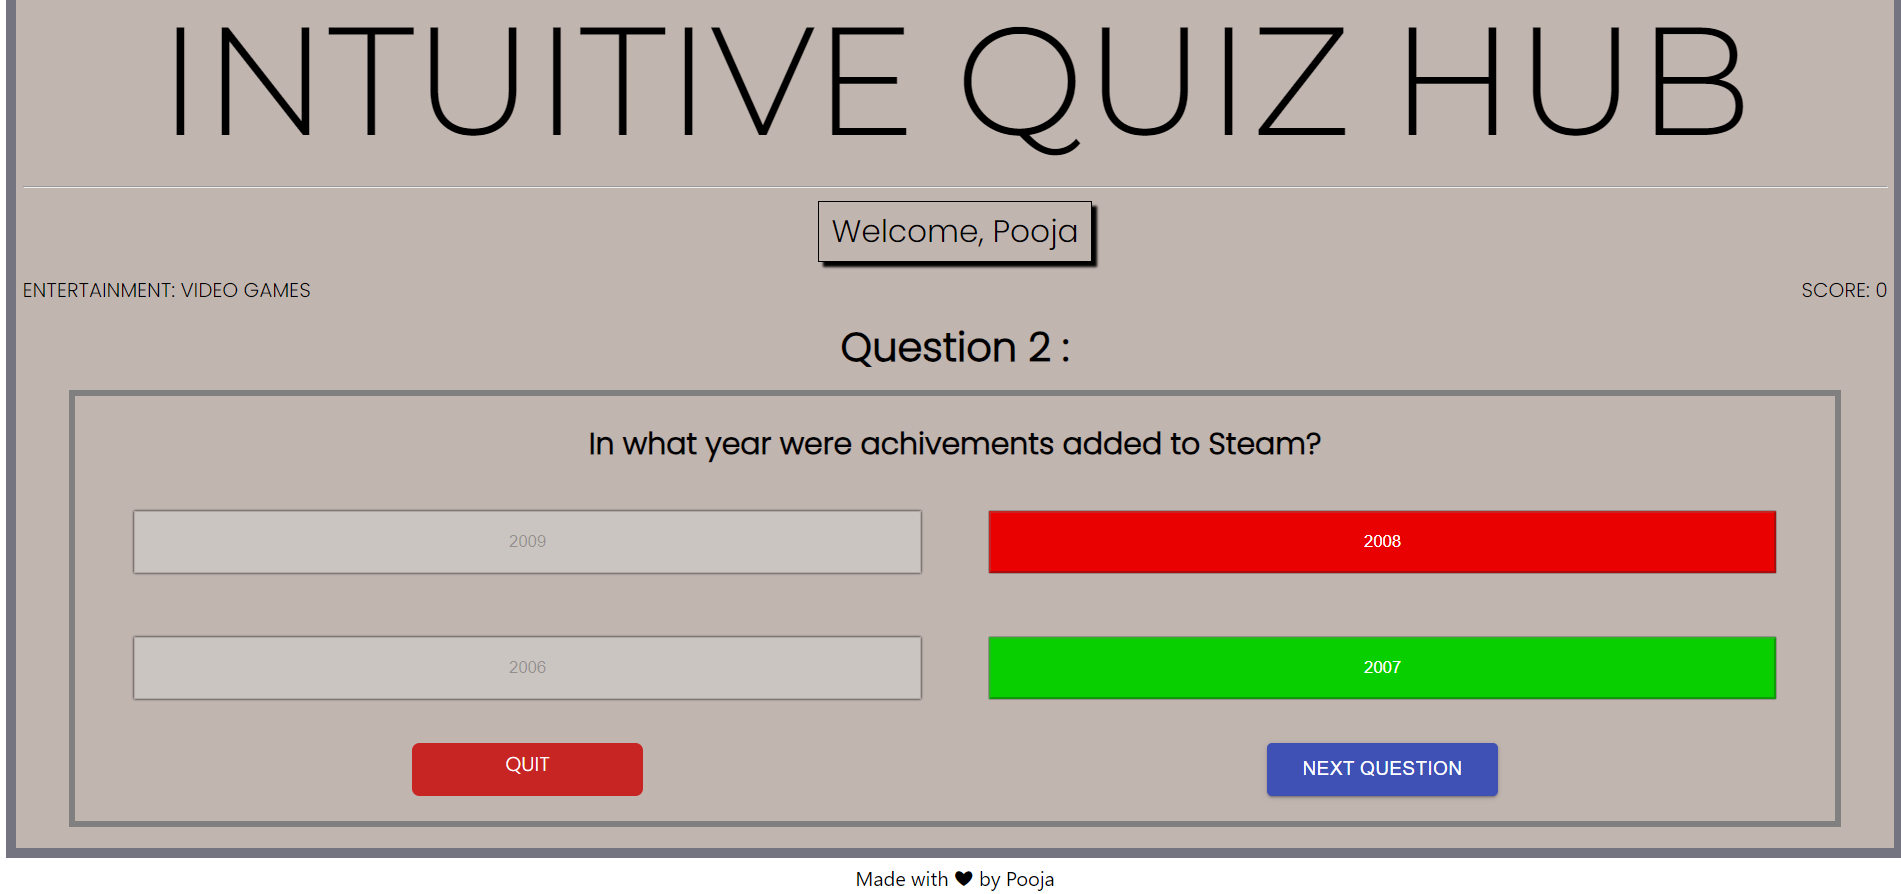 INTUITIVE QUIZ HUB
Welcome, Pooja
ENTERTAINMENT: VIDEO GAMES
SCORE: 0
Question 2 :
In what year were achivements added to Steam?
2009
2008
2006
2007
QUIT
NEXT QUESTION
Made with ♥ by Pooja